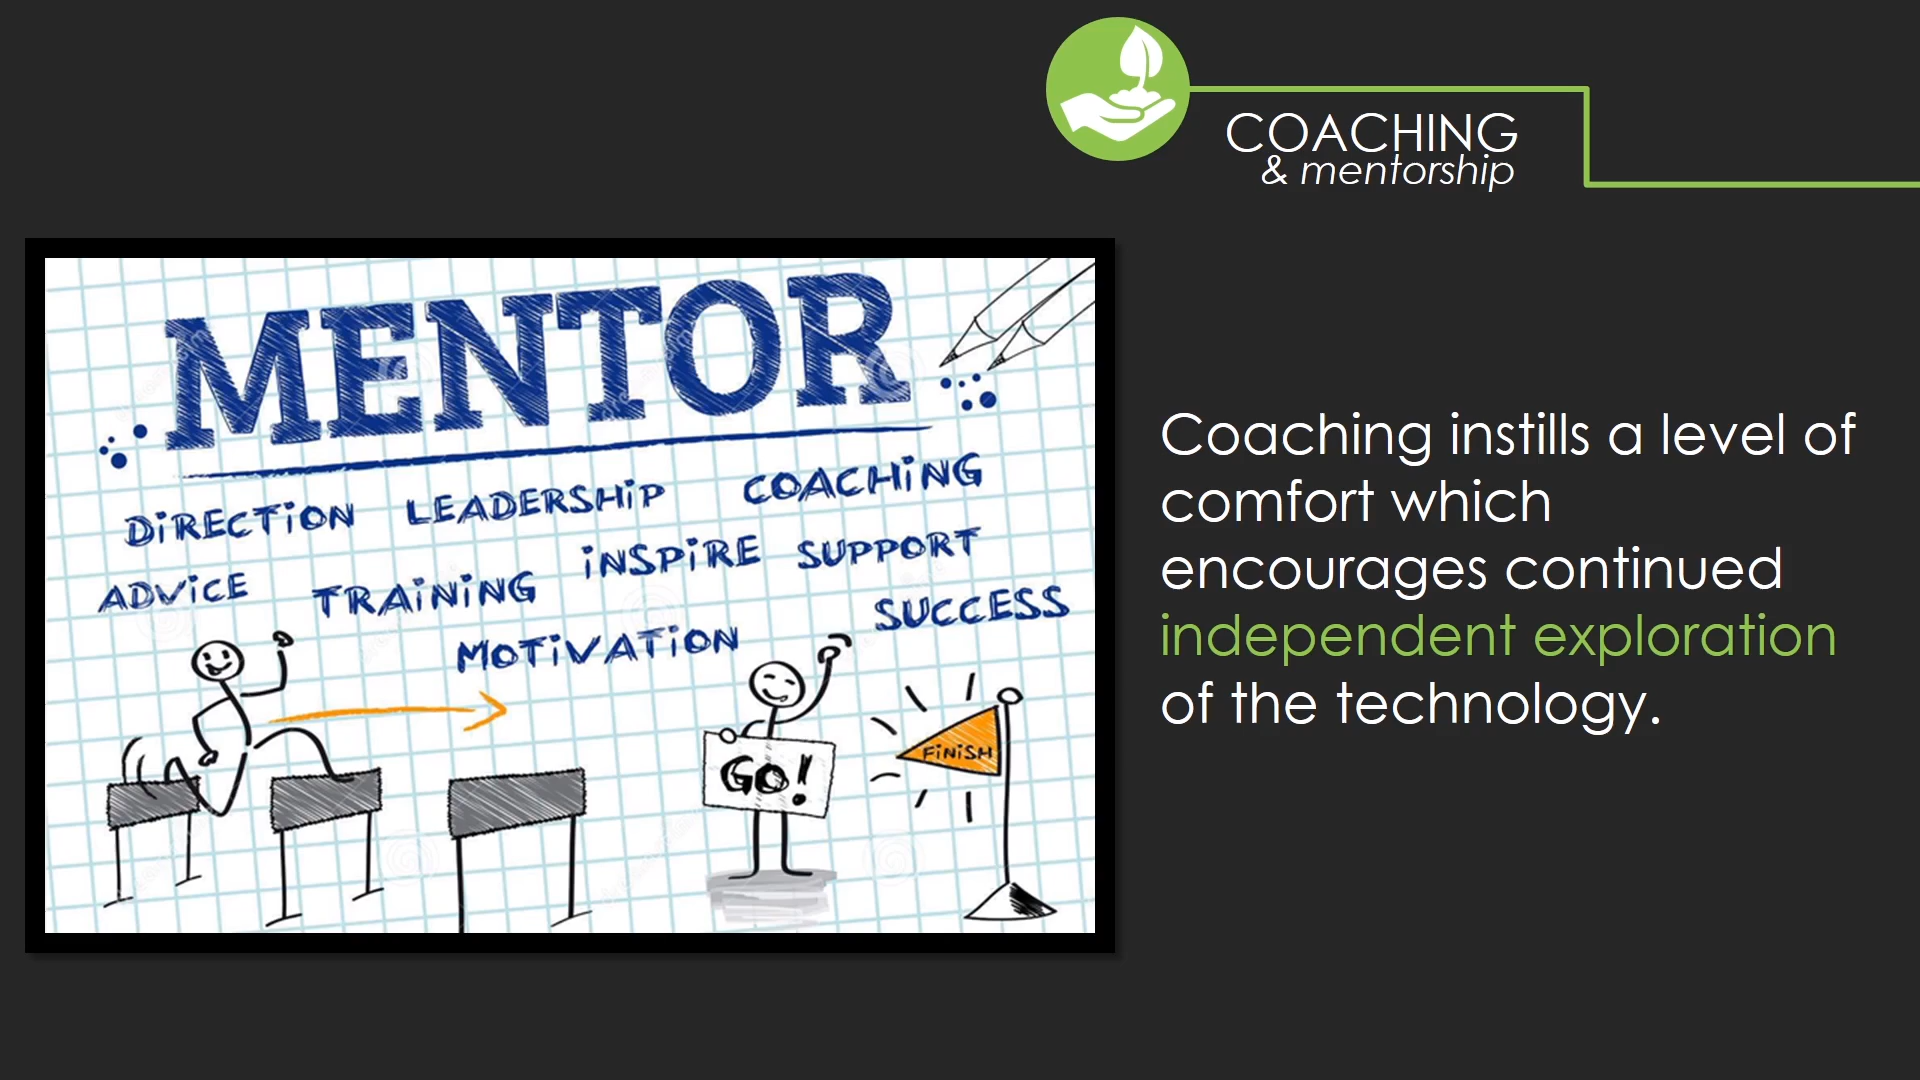 COACHING
& mentorship
MENTOR
DIRECTION LEADERSHIP COACHING
ADVICE TRAINING INSPIRE SUPPORT
MOTIVATION SUCCESS
GO!
FINISH
Coaching instills a level of
comfort which
encourages continued
independent exploration
of the technology.